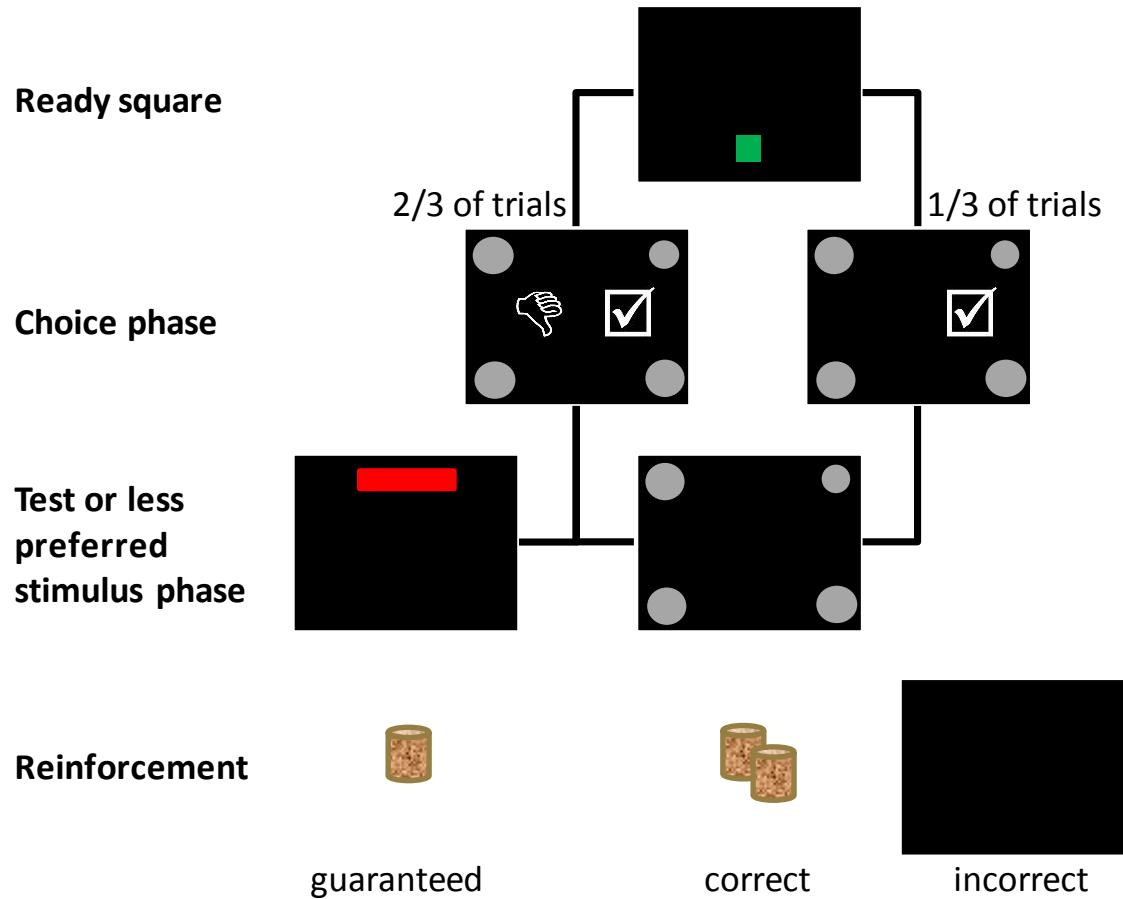 Ready square
2/3 of trials
1/3 of trials
Choice phase
Test or less
preferred
stimulus phase
Reinforcement
guaranteed
correct
incorrect